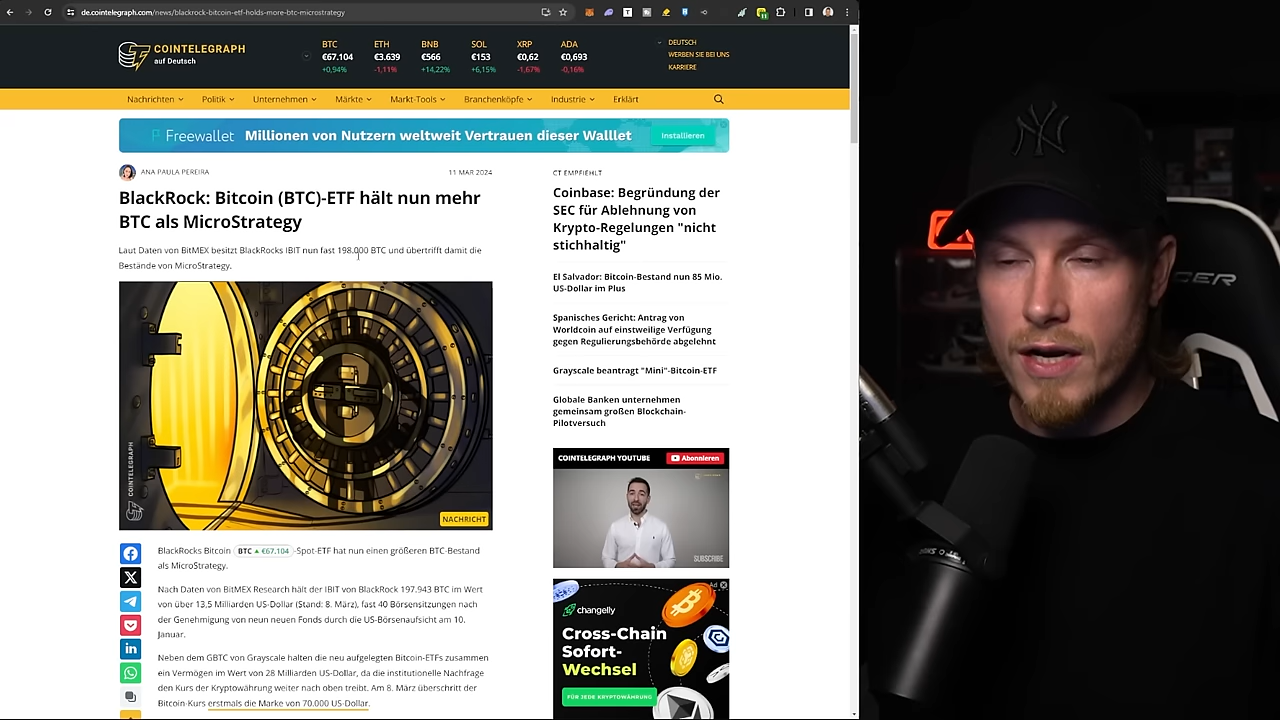 de.cointelegraph.com/news/blackrock-bitcoin-etf-holds-more-btc-microstrategy
COINTELEGRAPH
auf Deutsch
BTC ETH BNB SOL XRP ADA
€67.104 €3.639 €566 €153 €0,62 €0,693
+0,94% -1,11% +14,22% +6,15% -1,67% -0,16%
DEUTSCH
WERBEN SIE BEI UNS
KARRIERE
Nachrichten Politik Unternehmen Märkte Markt-Tools Branchenköpfe Industrie Erklärt
Freewallet Millionen von Nutzern weltweit Vertrauen dieser Walllet Installieren
ANA PAULA PEREIRA 11 MAR 2024
BlackRock: Bitcoin (BTC)-ETF hält nun mehr
BTC als MicroStrategy
Laut Daten von BitMEX besitzt BlackRocks IBIT nun fast 198.000 BTC und übertrifft damit die
Bestände von MicroStrategy.
COINTELEGRAPH
NACHRICHT
BlackRocks Bitcoin BTC €67.104 -Spot-ETF hat nun einen größeren BTC-Bestand
als MicroStrategy.
Nach Daten von BitMEX Research hält der IBIT von BlackRock 197.943 BTC im Wert
von über 13,5 Milliarden US-Dollar (Stand: 8. März), fast 40 Börsensitzungen nach
der Genehmigung von neun neuen Fonds durch die US-Börsenaufsicht am 10.
Januar.
Neben dem GBTC von Grayscale halten die neu aufgelegten Bitcoin-ETFs zusammen
ein Vermögen im Wert von 28 Milliarden US-Dollar, da die institutionelle Nachfrage
den Kurs der Kryptowährung weiter nach oben treibt. Am 8. März überschritt der
Bitcoin-Kurs erstmals die Marke von 70.000 US-Dollar.
CT EMPFIEHLT
Coinbase: Begründung der
SEC für Ablehnung von
Krypto-Regelungen "nicht
stichhaltig"
El Salvador: Bitcoin-Bestand nun 85 Mio.
US-Dollar im Plus
Spanisches Gericht: Antrag von
Worldcoin auf einstweilige Verfügung
gegen Regulierungsbehörde abgelehnt
Grayscale beantragt "Mini"-Bitcoin-ETF
Globale Banken unternehmen
gemeinsam großen Blockchain-
Pilotversuch
COINTELEGRAPH YOUTUBE Abonnieren
SUBSCRIBE
Ad
changelly
Cross-Chain
Sofort-
Wechsel
FÜR JEDE KRYPTOWÄHRUNG
NY